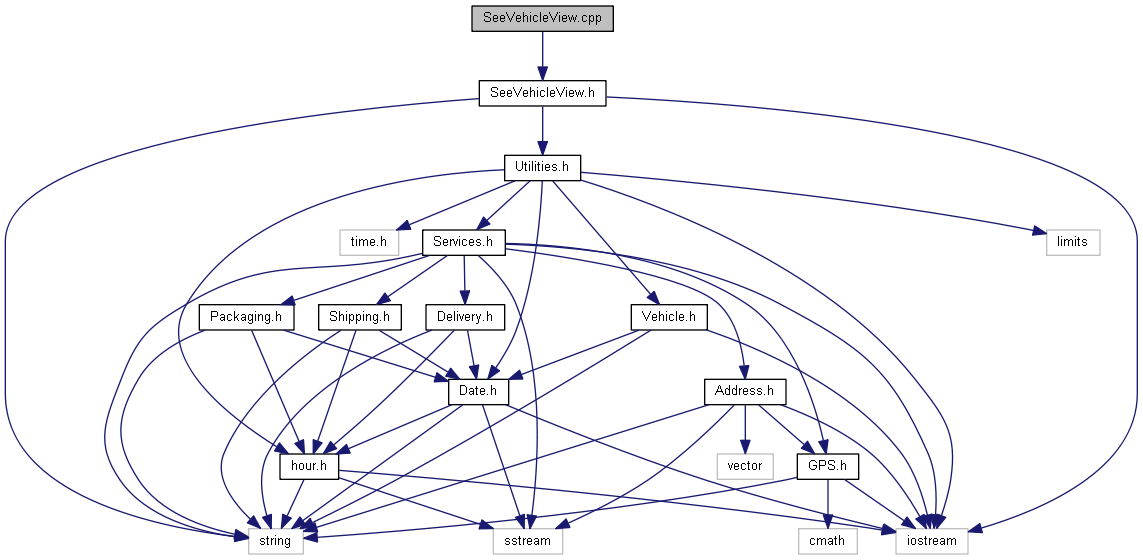 SeeVehicleView.cpp
SeeVehicleView.h
Utilities.h
time.h
Services.h
limits
Packaging.h
Shipping.h
Delivery.h
Vehicle.h
Date.h
Address.h
hour.h
vector
GPS.h
string
sstream
cmath
iostream